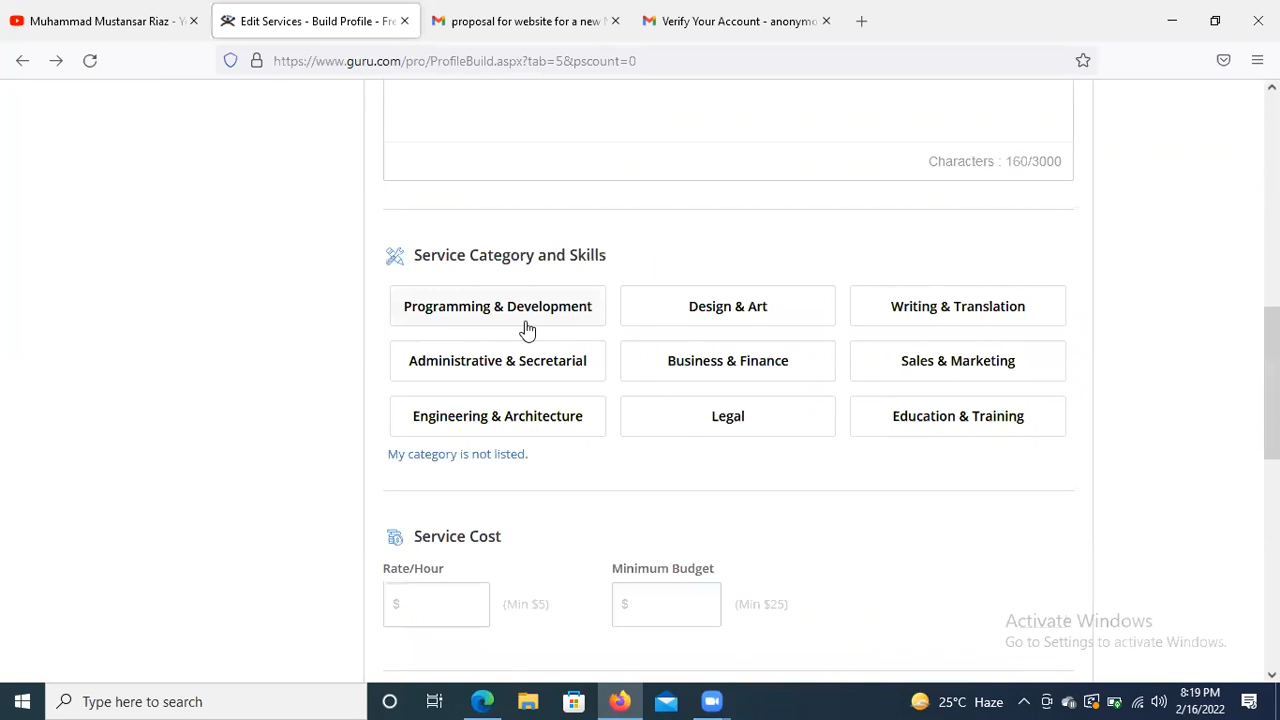 Muhammad Mustansar Riaz - Yo
Edit Services - Build Profile - Fre
proposal for website for a new M
Verify Your Account - anonymo
https://www.guru.com/pro/ProfileBuild.aspx?tab=5&pscount=0
Characters : 160/3000
Service Category and Skills
Programming & Development
Design & Art
Writing & Translation
Administrative & Secretarial
Business & Finance
Sales & Marketing
Engineering & Architecture
Legal
Education & Training
My category is not listed.
Service Cost
Rate/Hour
Minimum Budget
$
(Min $5)
$
(Min $25)
Activate Windows
Go to Settings to activate Windows.
Type here to search
25°C Haze
8:19 PM
2/16/2022